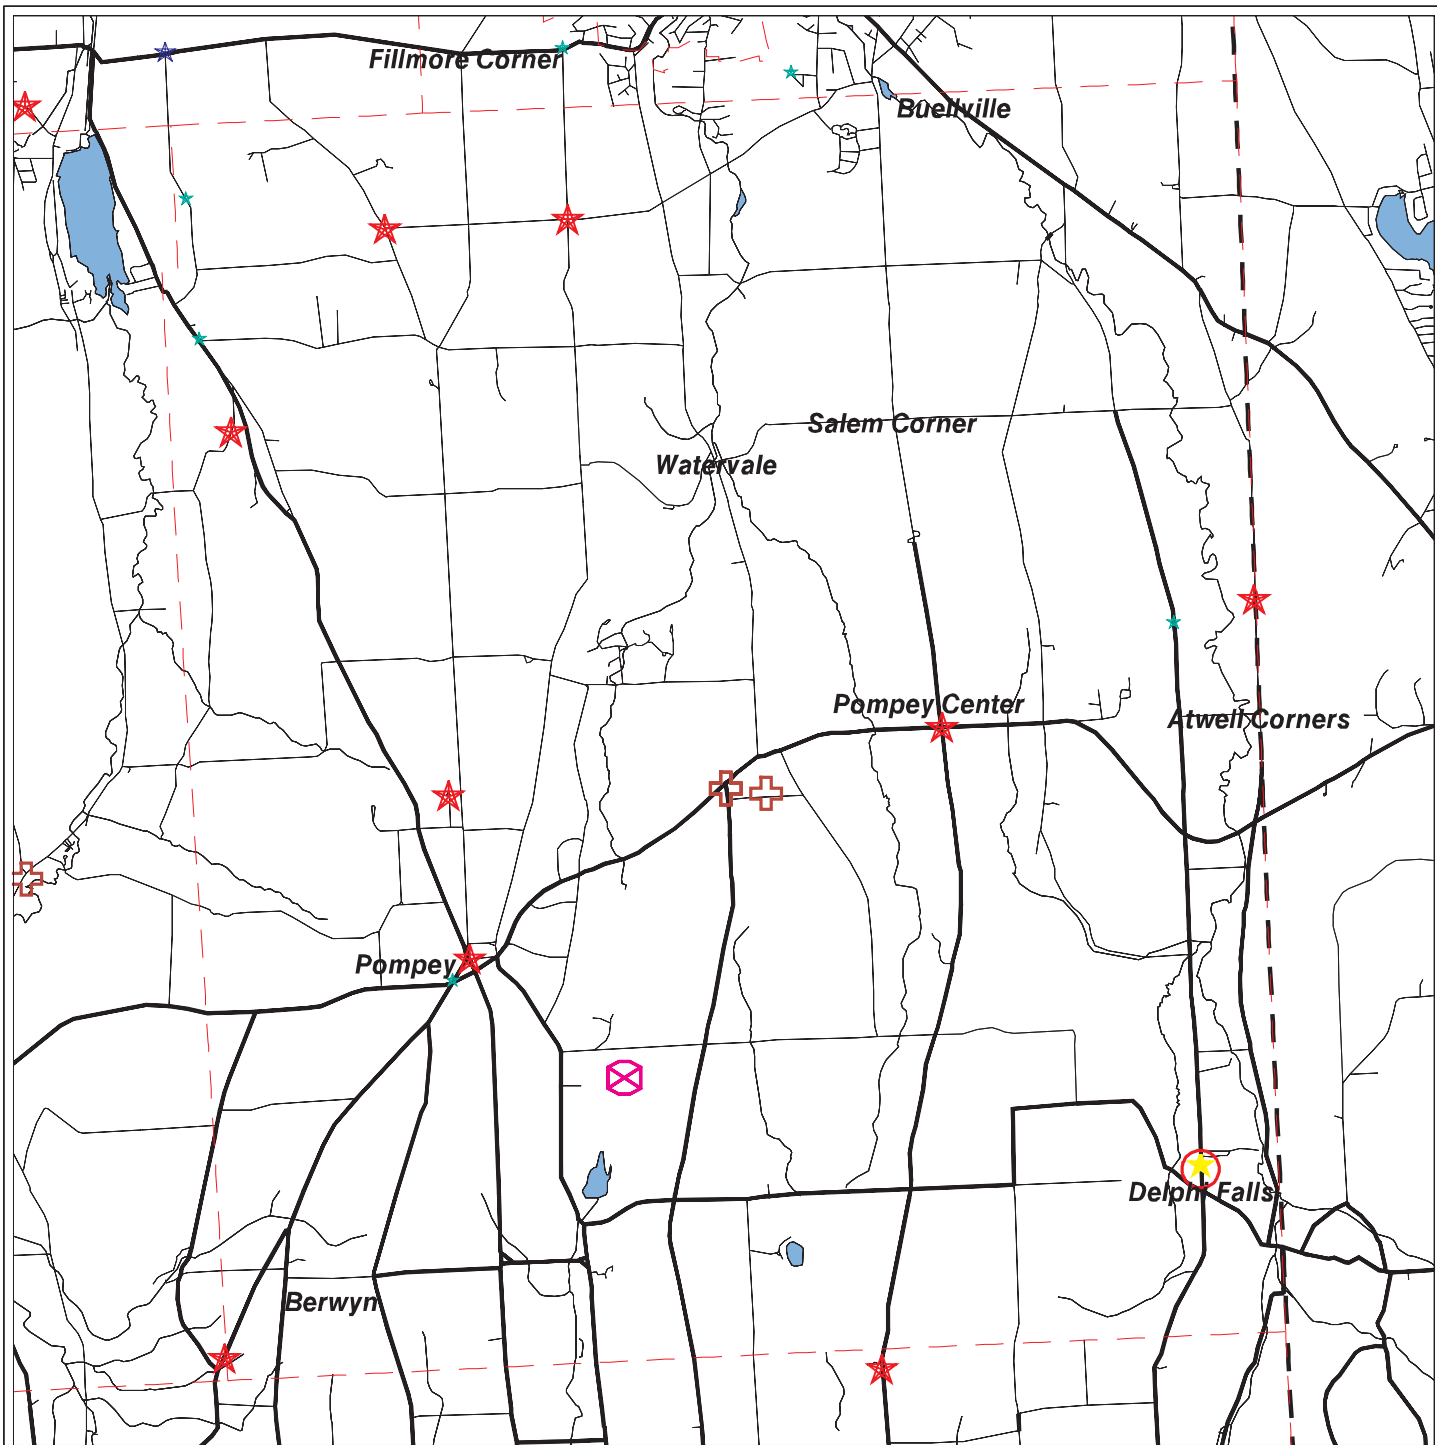 Fillmore Corner
Buellville
Salem Corner
Watervale
Pompey Center
Atwell Corners
Pompey
Delphi Falls
Berwyn